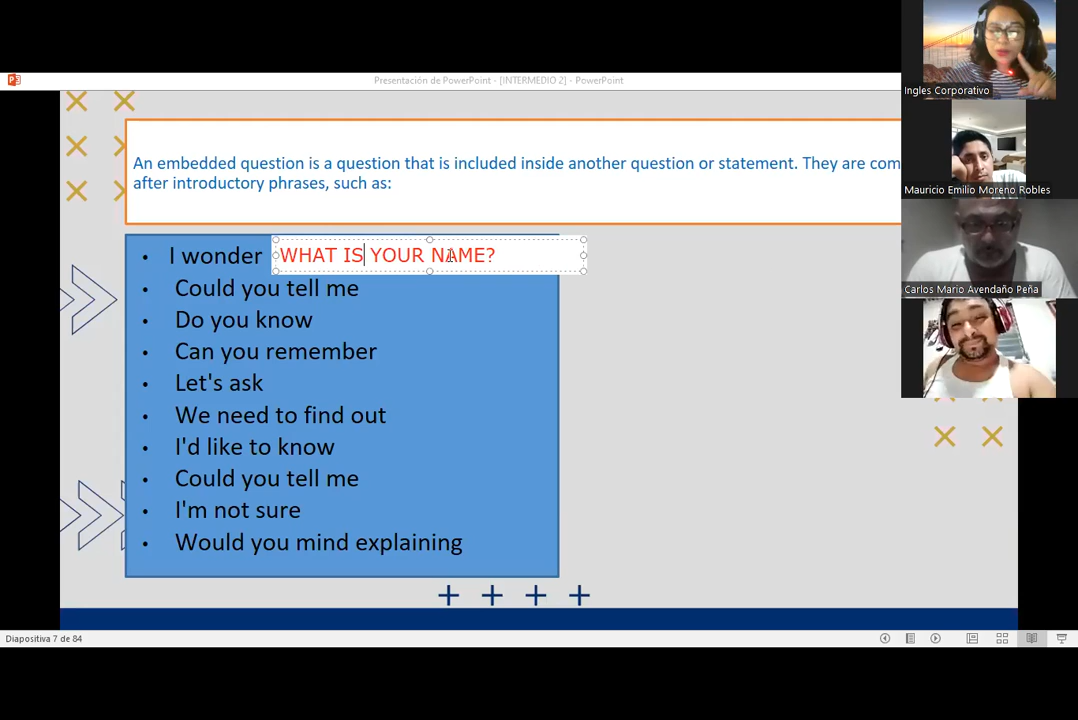 Presentación de PowerPoint - [INTERMEDIO 2] - PowerPoint
An embedded question is a question that is included inside another question or statement. They are com
after introductory phrases, such as:
• I wonder WHAT IS YOUR NAME?
• Could you tell me
• Do you know
• Can you remember
• Let's ask
• We need to find out
• I'd like to know
• Could you tell me
• I'm not sure
• Would you mind explaining
Diapositiva 7 de 84
Ingles Corporativo
Mauricio Emilio Moreno Robles
Carlos Mario Avendaño Peña